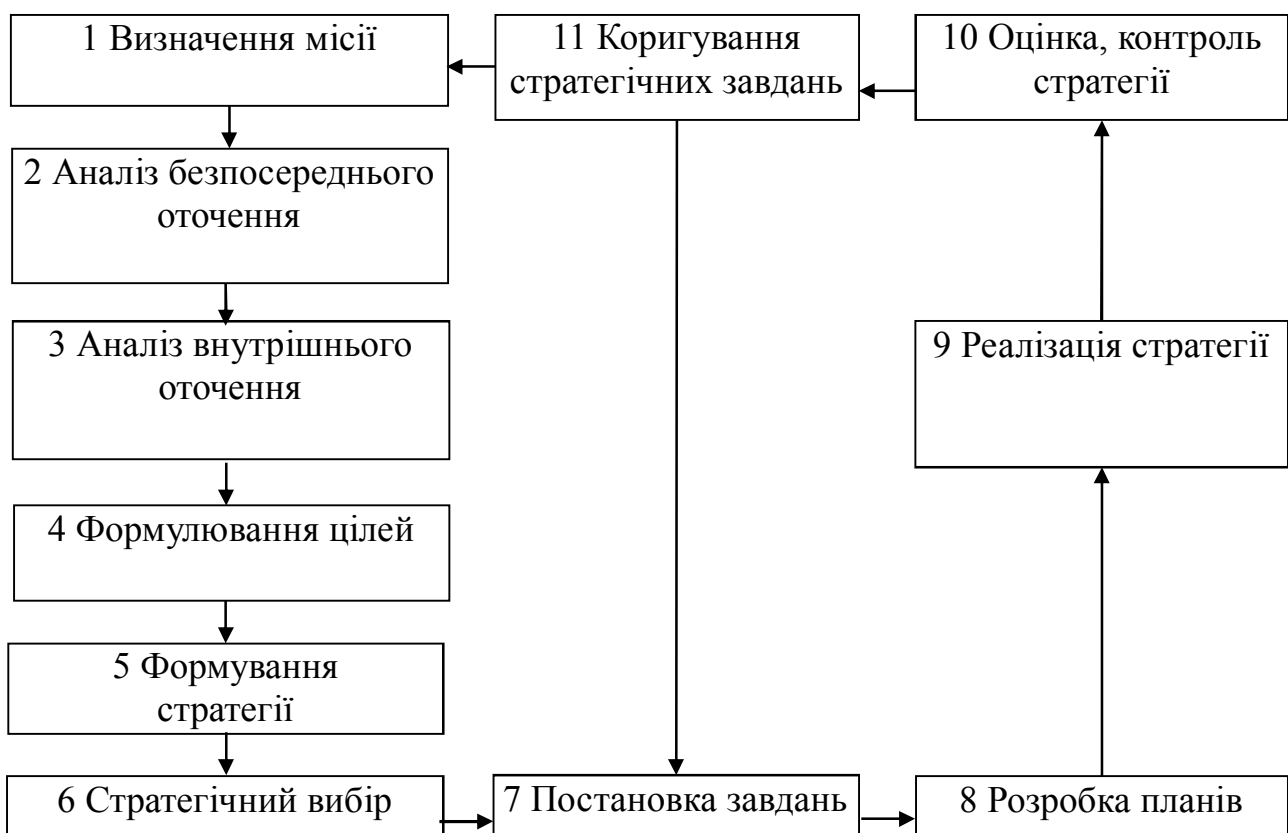 1 Визначення місії
11 Коригування
стратегічних завдань
10 Оцінка, контроль
стратегії
2 Аналіз безпосереднього
оточення
3 Аналіз внутрішнього
оточення
9 Реалізація стратегії
4 Формулювання цілей
5 Формування
стратегії
6 Стратегічний вибір
7 Постановка завдань
8 Розробка планів